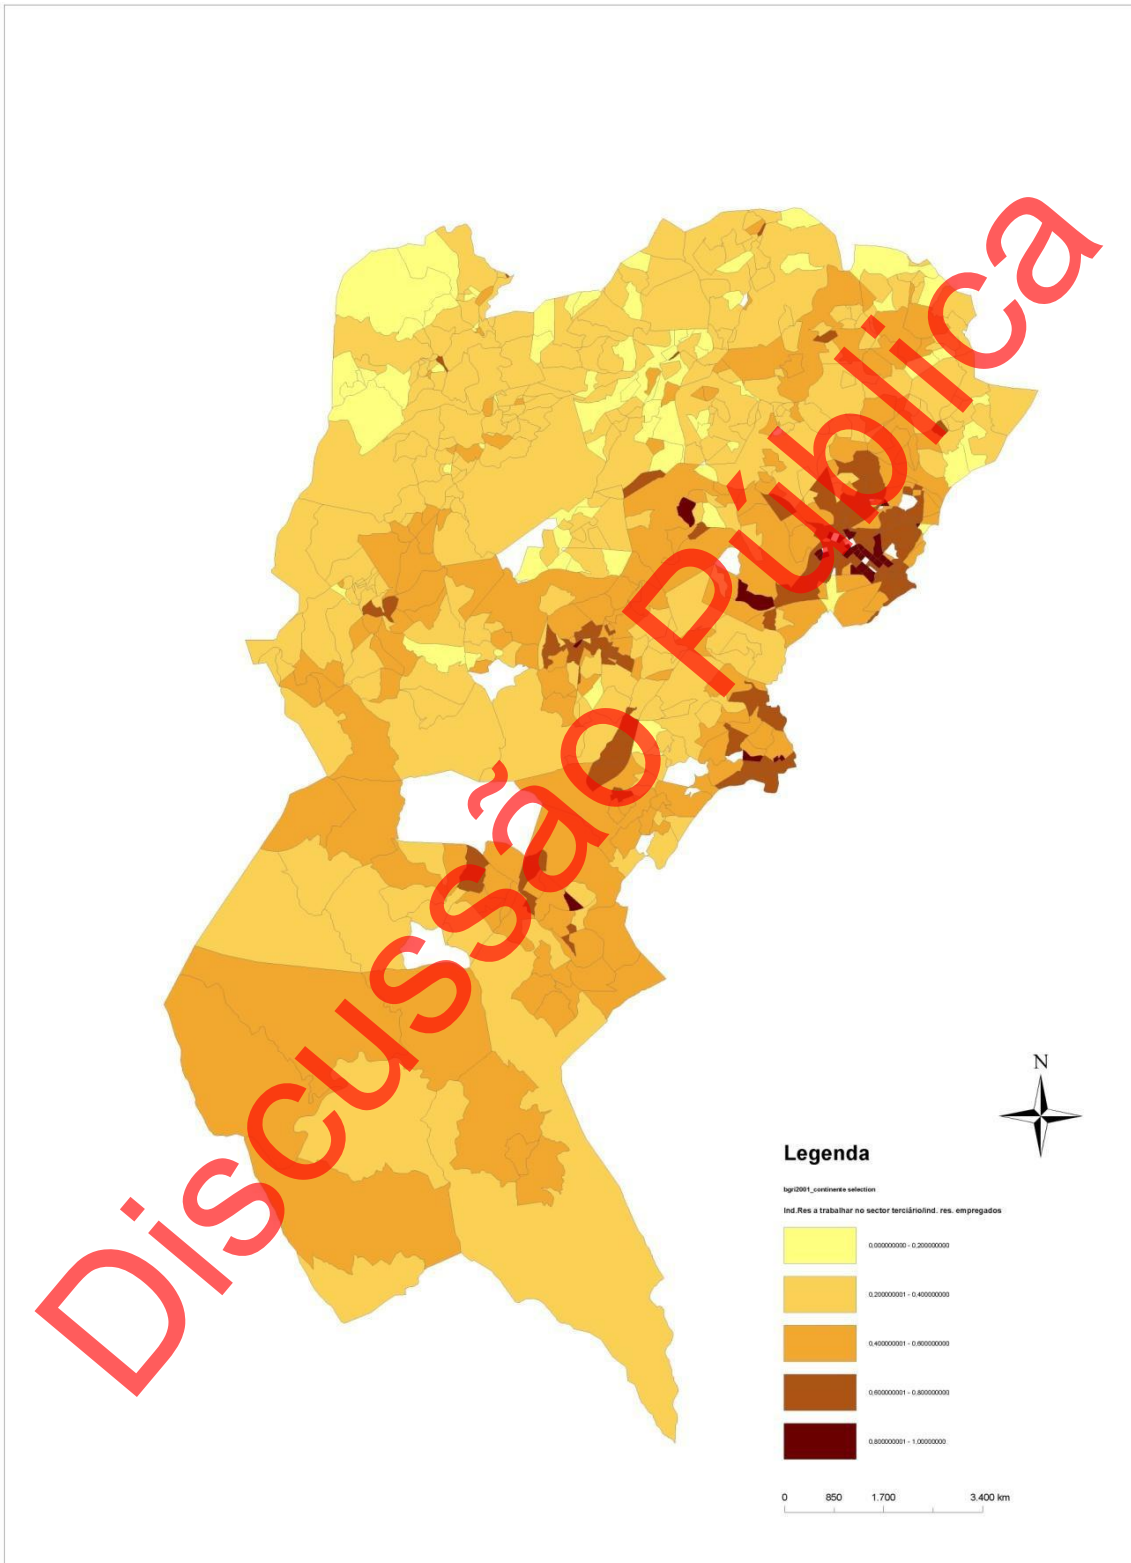 Discussão Pública
N
Legenda
bgri2001_continente selection
Ind.Res a trabalhar no sector terciário/ind. res. empregados
0,000000000 - 0,200000000
0,200000001 - 0,400000000
0,400000001 - 0,600000000
0,600000001 - 0,800000000
0,800000001 - 1,00000000
0 850 1.700 3.400 km